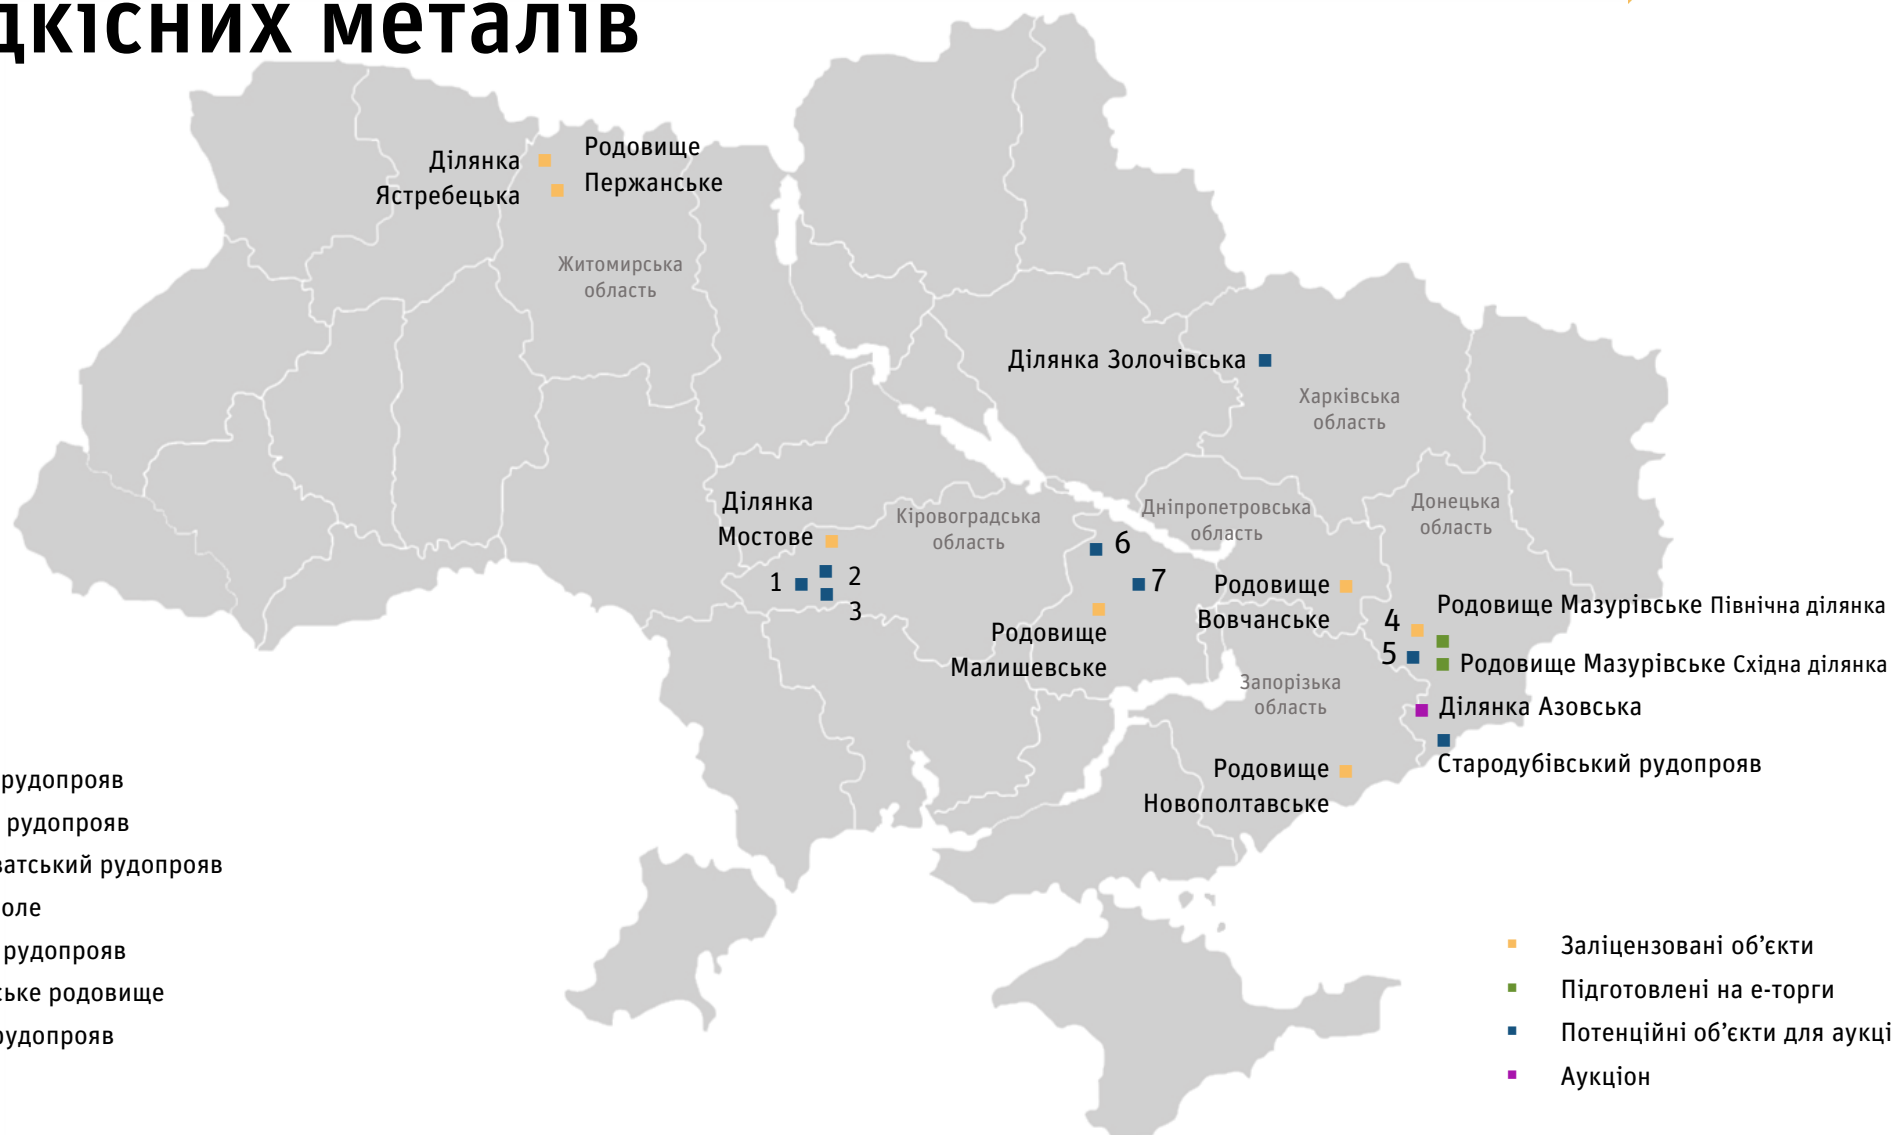 дкісних металів
Ділянка
Ястребецька
Родовище
Пержанське
Житомирська
область
Ділянка Золочівська
Харківська
область
Ділянка
Мостове
Кіровоградська
область
Дніпропетровська
область
Донецька
область
1
2
3
6
7
Родовище
Малишевське
Родовище
Вовчанське
4
5
Родовище Мазурівське Північна ділянка
Родовище Мазурівське Східна ділянка
Запорізька
область
Ділянка Азовська
Стародубівський рудопрояв
Родовище
Новополтавське
рудопрояв
рудопрояв
ватський рудопрояв
оле
рудопрояв
ське родовище
рудопрояв
Заліцензовані об’єкти
Підготовлені на е-торги
Потенційні об’єкти для аукці
Аукціон